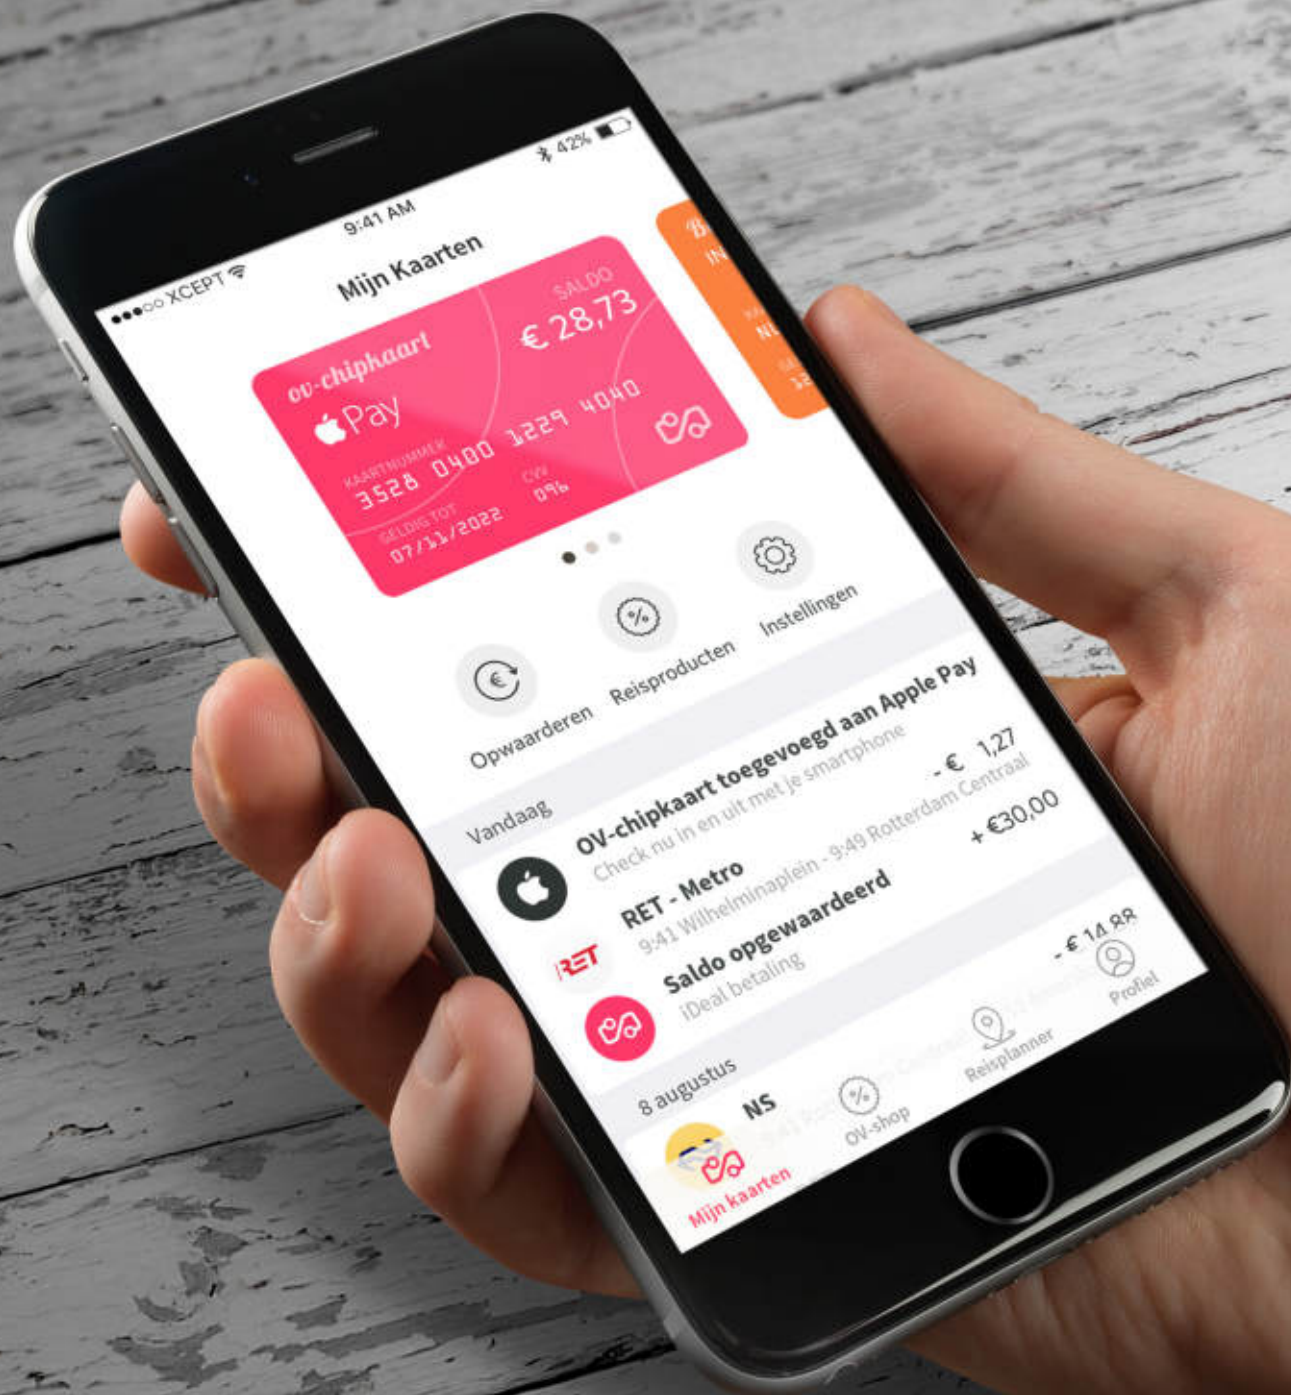 XCEPT
9:41 AM
42%
Mijn Kaarten
ov-chipkaart
Pay
SALDO
€ 28,73
KAARTNUMMER
3528 0400 1229 4040
GELDIG TOT
07/11/2022
CVV
096
Opwaarderen
Reisproducten
Instellingen
Vandaag
OV-chipkaart toegevoegd aan Apple Pay
Check nu in en uit met je smartphone
RET
RET - Metro
- € 1,27
9:41 Wilhelminaplein - 9:49 Rotterdam Centraal
Saldo opgewaardeerd
+ €30,00
iDeal betaling
8 augustus
NS
- € 14,88
Mijn kaarten
OV-shop
Reisplanner
Profiel